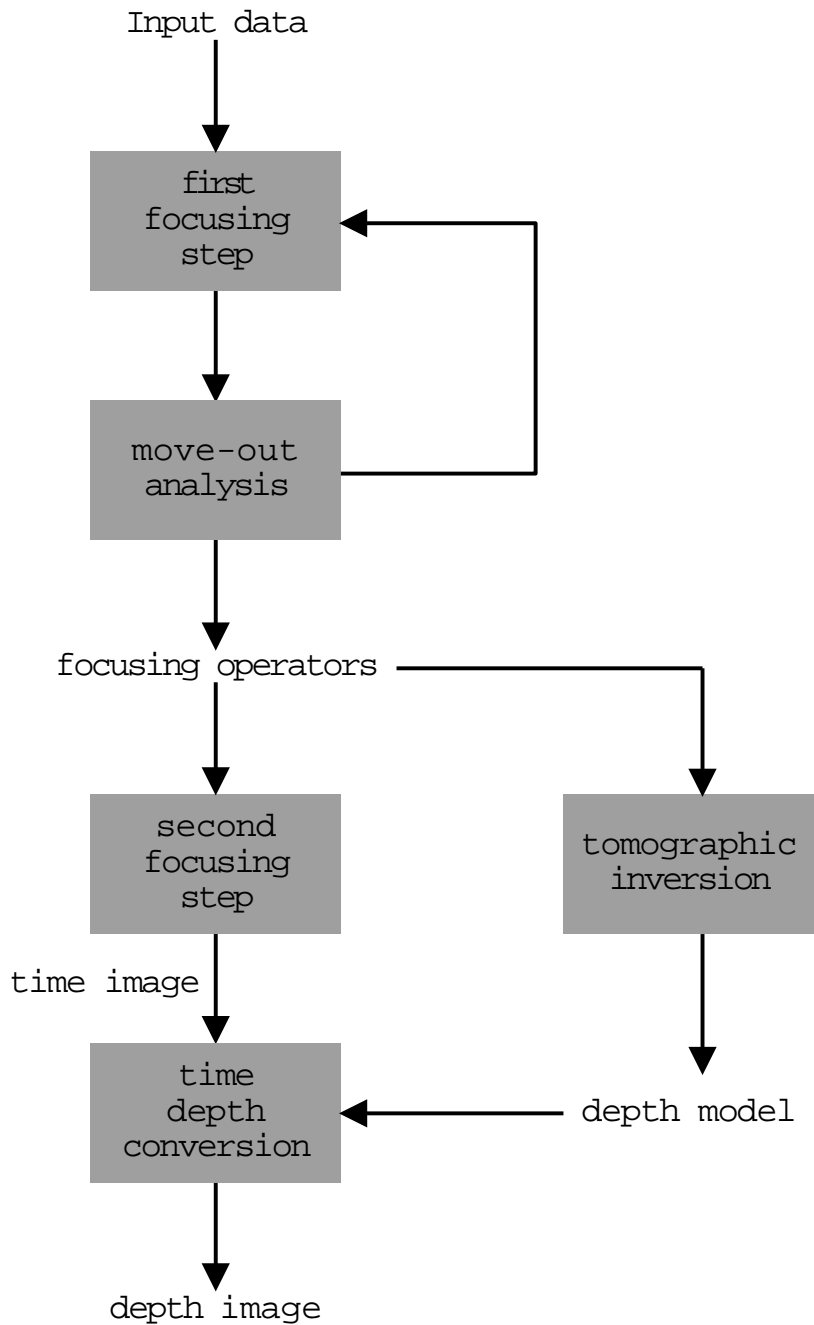 Input data
first
focusing
step
move-out
analysis
focusing operators
second
focusing
step
tomographic
inversion
time image
time
depth
conversion
depth model
depth image